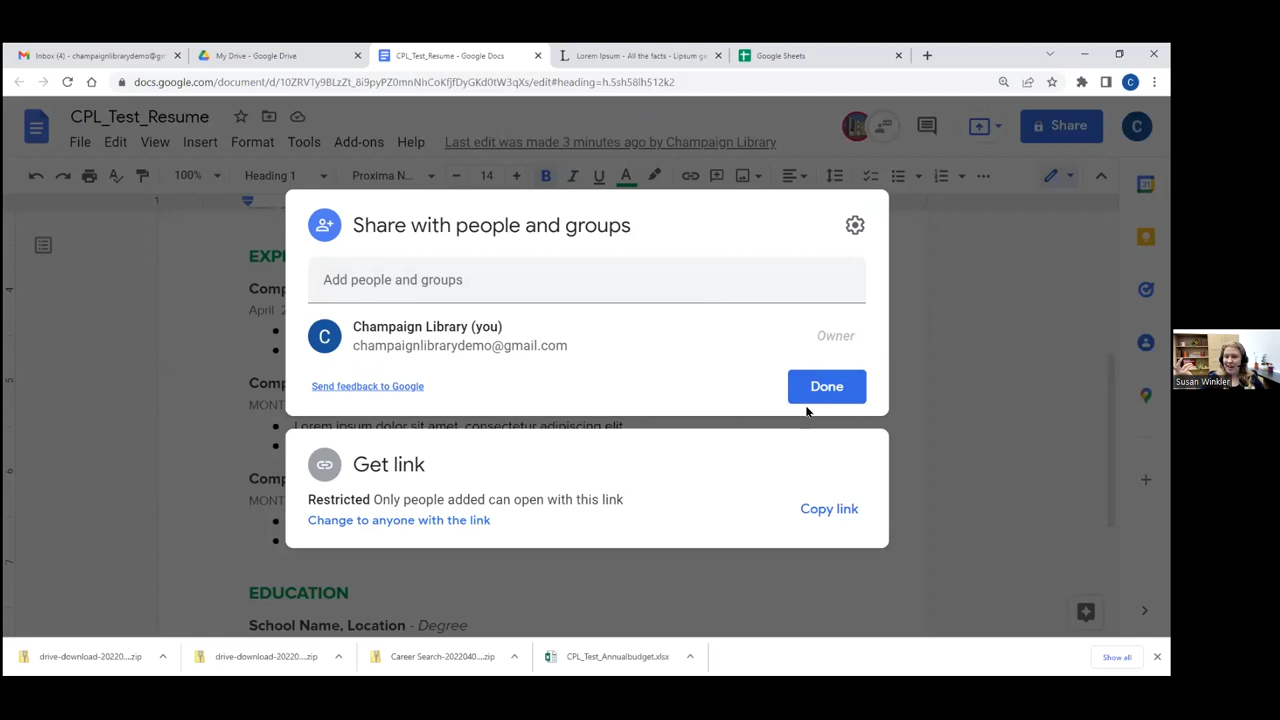 Inbox (4) - champaignlibrarydemo@gm
My Drive - Google Drive
CPL_Test_Resume - Google Docs
Lorem Ipsum - All the facts - Lipsum ge
Google Sheets
docs.google.com/document/d/10ZRVTy9BLzZt_8i9pyPZ0mnNhCoKfjfDyGKd0tW3qXs/edit#heading=h.5sh58lh512k2
C
CPL_Test_Resume
Share
C
File Edit View Insert Format Tools Add-ons Help Last edit was made 3 minutes ago by Champaign Library
100% Heading 1 Proxima N... 14 B I U A
1
Share with people and groups
EXP
Add people and groups
Comp
4
April 2
C
Champaign Library (you)
champaignlibrarydemo@gmail.com
Owner
Susan Winkler
5
Comp
Send feedback to Google
Done
MONT
Lorem ipsum dolor sit amet, consectetur adipiscing elit.
Get link
6
Comp
MONT
Restricted Only people added can open with this link
Copy link
Change to anyone with the link
7
EDUCATION
School Name, Location - Degree
drive-download-20220....zip
drive-download-20220....zip
Career Search-2022040....zip
CPL_Test_Annualbudget.xlsx
Show all